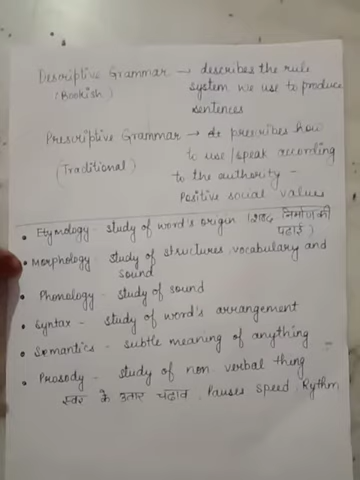 Descriptive Grammar → describes the rule
(Bookish) system we use to produce
sentences
Prescriptive Grammar → prescribes how
to use/speak according
(Traditional) to the authority -
Positive social values
• Etymology - study of word's origin (शब्द निर्माण की
पढाई)
• Morphology - study of structures, vocabulary and
sound
• Phonology - study of sound
• Syntax - study of word's arrangement
• Semantics - subtle meaning of anything
• Prosody - study of non verbal thing
स्वर के उतार चढाव, Pauses speed, Rythm